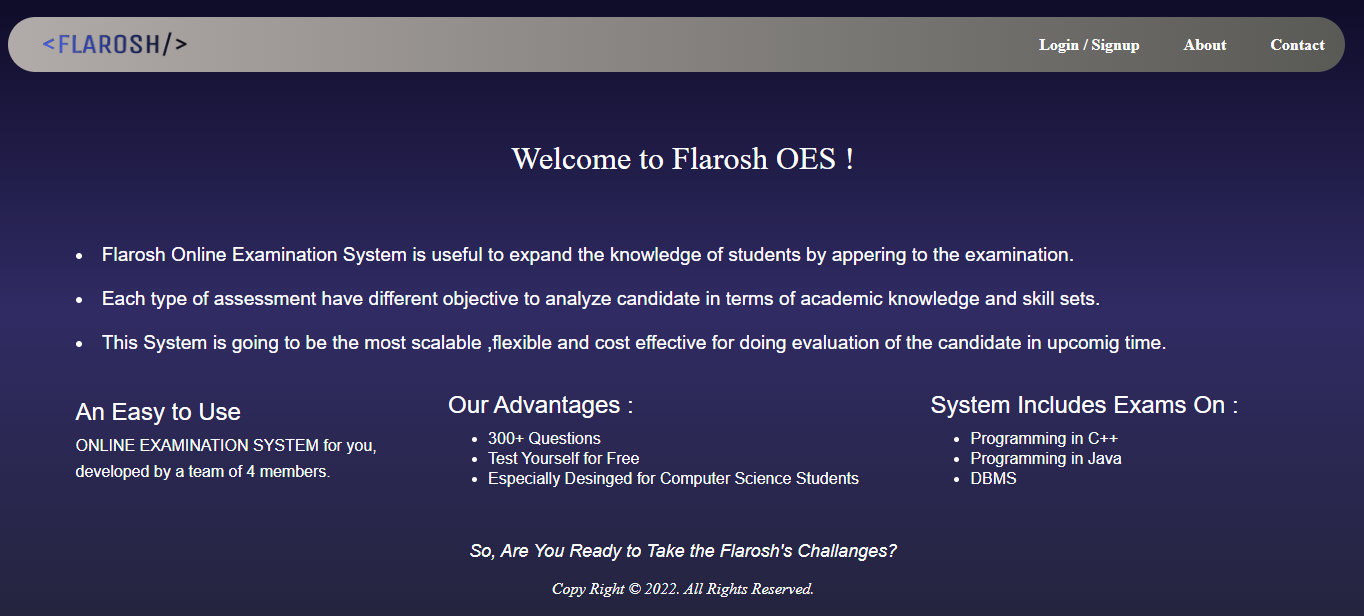 <FLAROSH/>
Login / Signup About Contact
Welcome to Flarosh OES !
• Flarosh Online Examination System is useful to expand the knowledge of students by appering to the examination.
• Each type of assessment have different objective to analyze candidate in terms of academic knowledge and skill sets.
• This System is going to be the most scalable ,flexible and cost effective for doing evaluation of the candidate in upcomig time.
An Easy to Use
ONLINE EXAMINATION SYSTEM for you,
developed by a team of 4 members.
Our Advantages :
• 300+ Questions
• Test Yourself for Free
• Especially Desinged for Computer Science Students
System Includes Exams On :
• Programming in C++
• Programming in Java
• DBMS
So, Are You Ready to Take the Flarosh's Challanges?
Copy Right © 2022. All Rights Reserved.